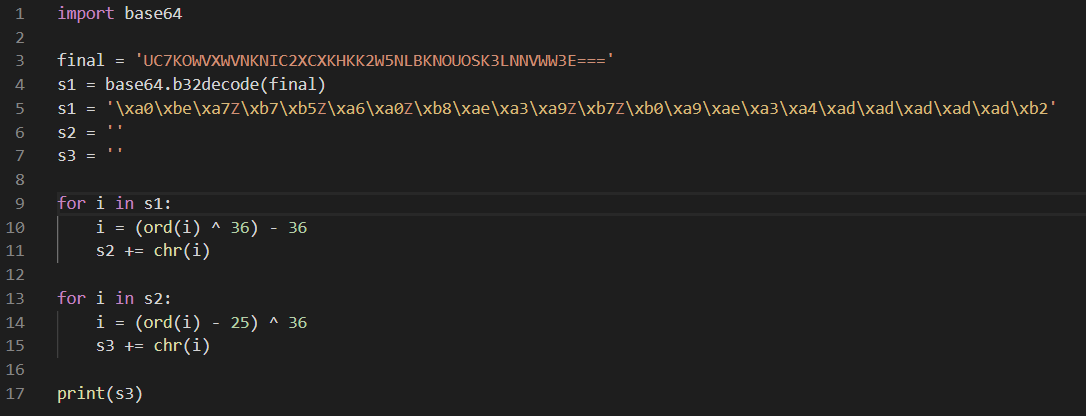 1 import base64
2
3 final = 'UC7KOWVXWVNKNIC2XCXKHKK2W5NLBKNOUOSK3LNNVWW3E==='
4 s1 = base64.b32decode(final)
5 s1 = '\xa0\xbe\xa7Z\xb7\xb5Z\xa6\xa0Z\xb8\xae\xa3\xa9Z\xb7Z\xb0\xa9\xae\xa3\xa4\xad\xad\xad\xad\xad\xb2'
6 s2 = ''
7 s3 = ''
8
9 for i in s1:
10 i = (ord(i) ^ 36) - 36
11 s2 += chr(i)
12
13 for i in s2:
14 i = (ord(i) - 25) ^ 36
15 s3 += chr(i)
16
17 print(s3)